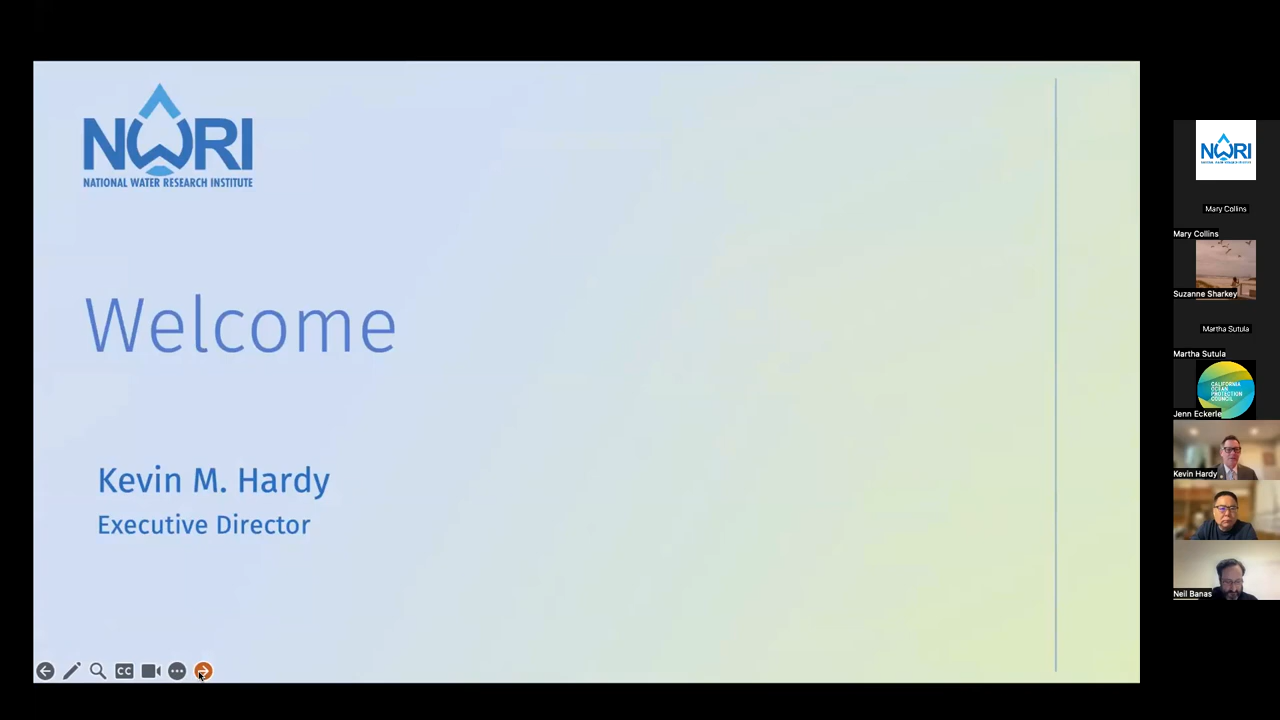 NWRI
NATIONAL WATER RESEARCH INSTITUTE
Welcome
Kevin M. Hardy
Executive Director
CC
NWRI
Mary Collins
Mary Collins
Suzanne Sharkey
Martha Sutula
Martha Sutula
CALIFORNIA
OCEAN
PROTECTION
COUNCIL
Jenn Eckerle
Kevin Hardy
Neil Banas